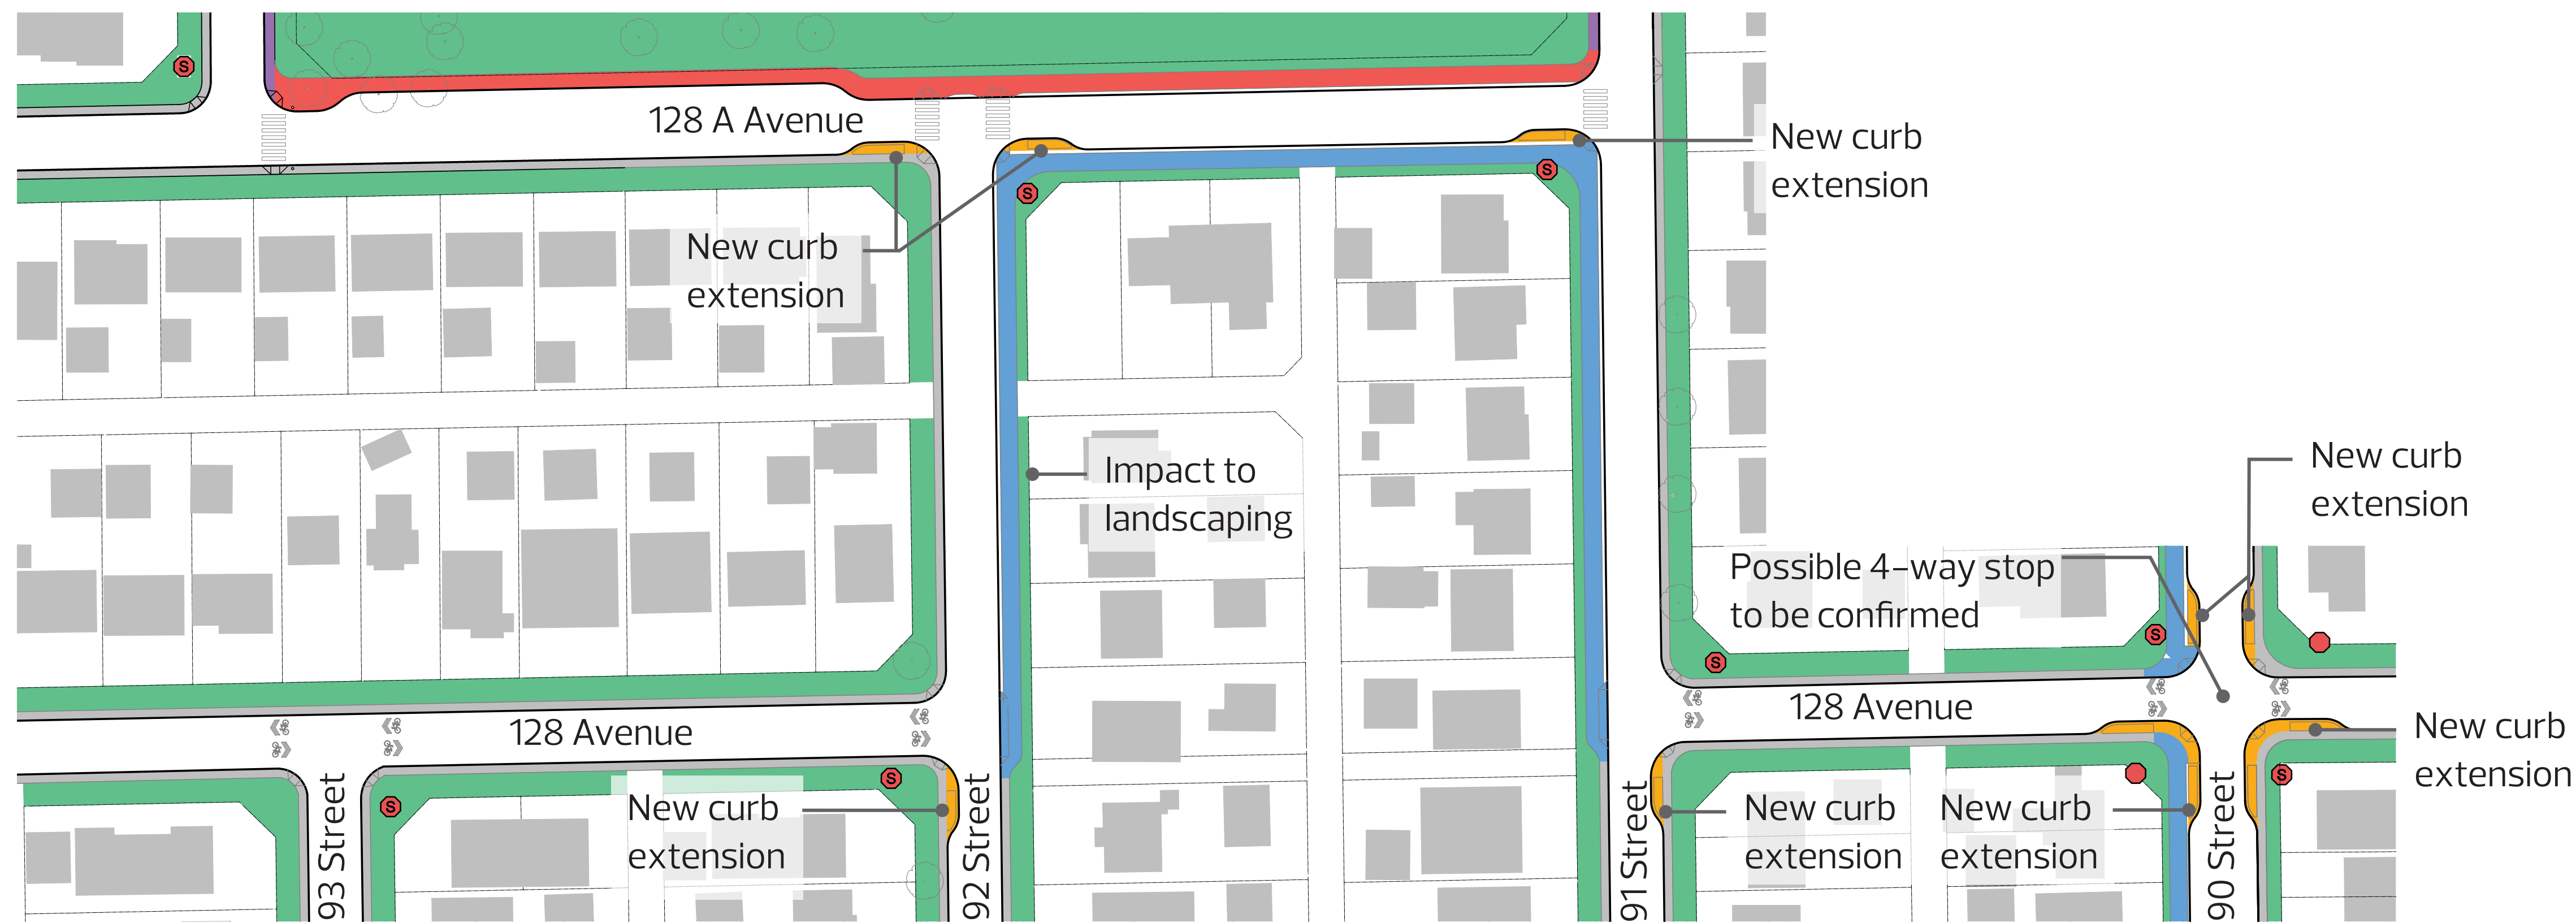 128 A Avenue
New curb
extension
New curb
extension
Impact to
landscaping
New curb
extension
Possible 4-way stop
to be confirmed
128 Avenue
128 Avenue
New curb
extension
New curb
extension
New curb
extension
New curb
extension
93 Street
92 Street
91 Street
90 Street
S
S
S
S
S
S
S
S
S